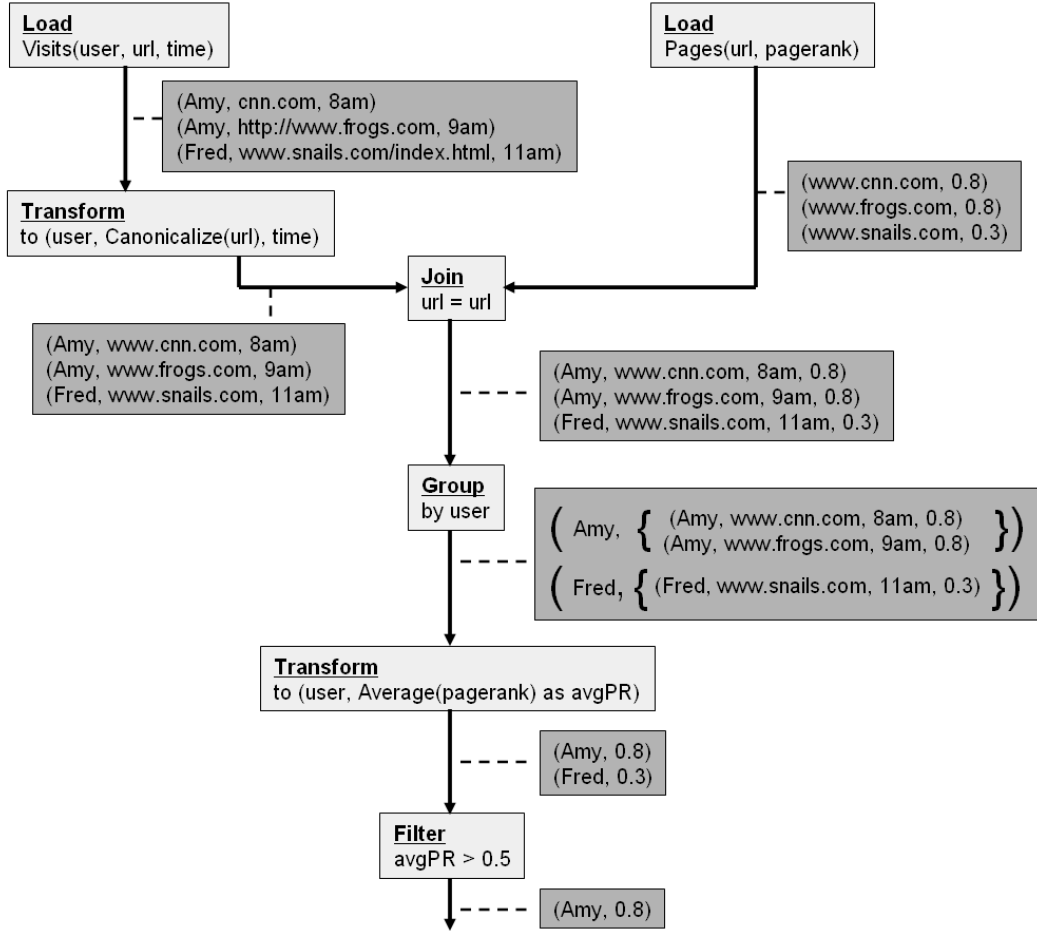 Load
Visits(user, url, time)
Load
Pages(url, pagerank)
(Amy, cnn.com, 8am)
(Amy, http://www.frogs.com, 9am)
(Fred, www.snails.com/index.html, 11am)
(www.cnn.com, 0.8)
(www.frogs.com, 0.8)
(www.snails.com, 0.3)
Transform
to (user, Canonicalize(url), time)
Join
url = url
(Amy, www.cnn.com, 8am)
(Amy, www.frogs.com, 9am)
(Fred, www.snails.com, 11am)
(Amy, www.cnn.com, 8am, 0.8)
(Amy, www.frogs.com, 9am, 0.8)
(Fred, www.snails.com, 11am, 0.3)
Group
by user
( Amy, { (Amy, www.cnn.com, 8am, 0.8)
(Amy, www.frogs.com, 9am, 0.8) })
( Fred, { (Fred, www.snails.com, 11am, 0.3) })
Transform
to (user, Average(pagerank) as avgPR)
(Amy, 0.8)
(Fred, 0.3)
Filter
avgPR > 0.5
(Amy, 0.8)